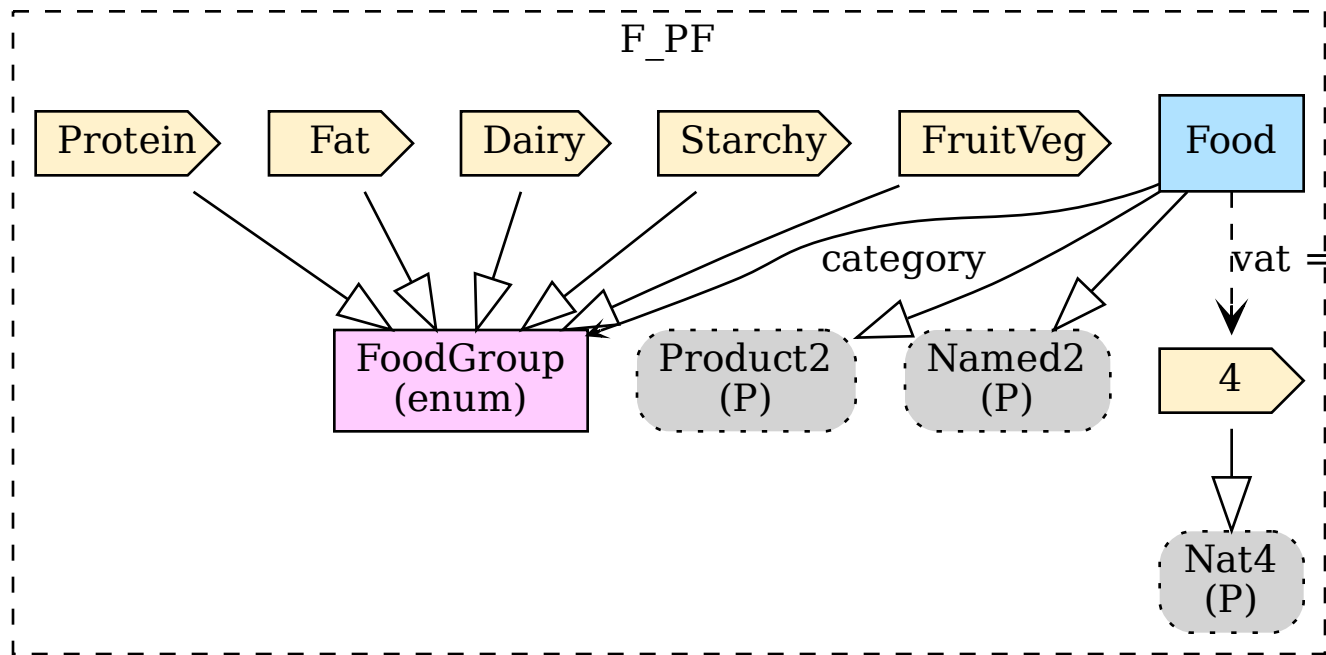 F_PF
Protein
Fat
Dairy
Starchy
FruitVeg
Food
category
vat =
FoodGroup
(enum)
Product2
(P)
Named2
(P)
4
Nat4
(P)